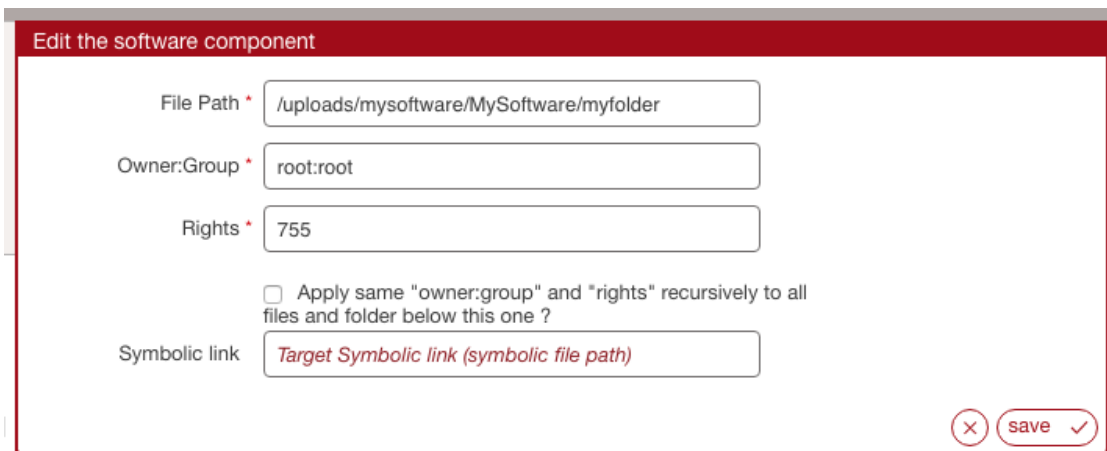 Edit the software component
File Path *
/uploads/mysoftware/MySoftware/myfolder
Owner:Group *
root:root
Rights *
755
Apply same "owner:group" and "rights" recursively to all
files and folder below this one ?
Symbolic link
Target Symbolic link (symbolic file path)
save